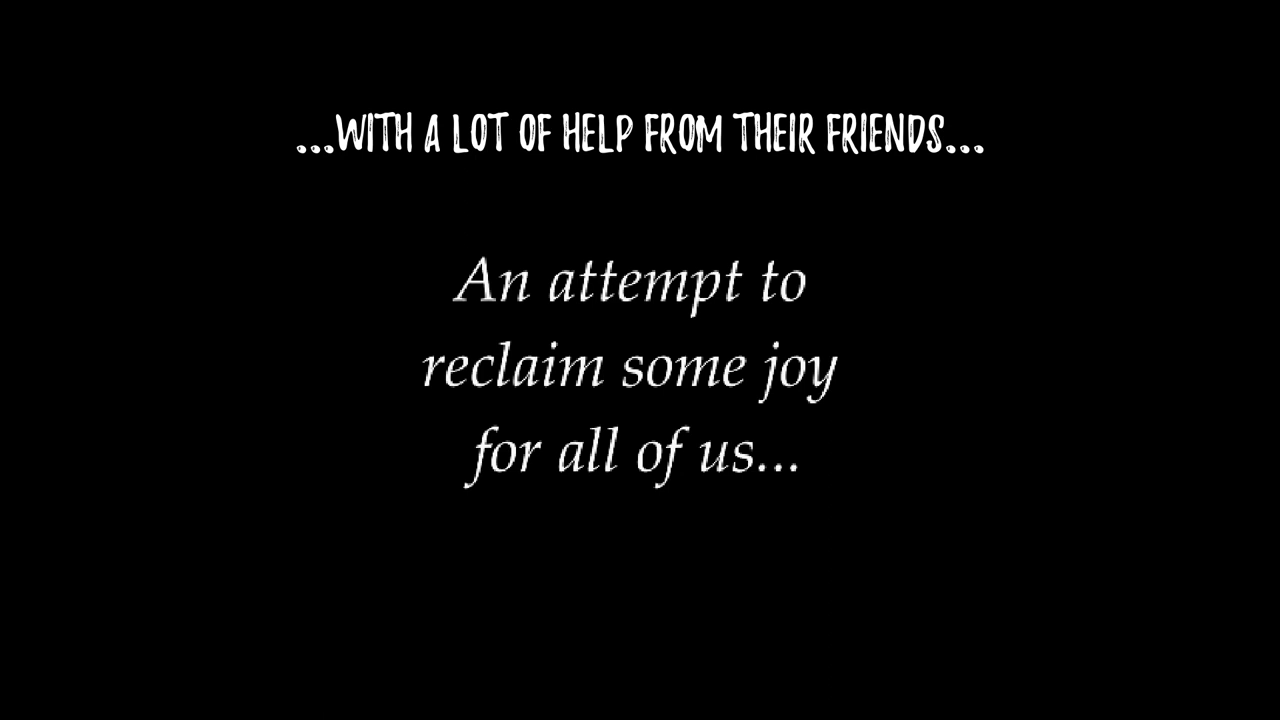 ...WITH A LOT OF HELP FROM THEIR FRIENDS...
An attempt to
reclaim some joy
for all of us...